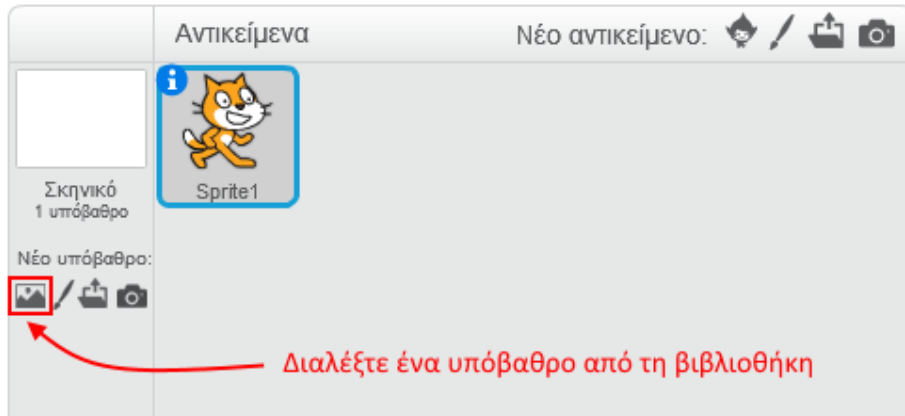 Αντικείμενα
Νέο αντικείμενο:
Sprite1
Σκηνικό
1 υπόβαθρο
Νέο υπόβαθρο:
Διαλέξτε ένα υπόβαθρο από τη βιβλιοθήκη